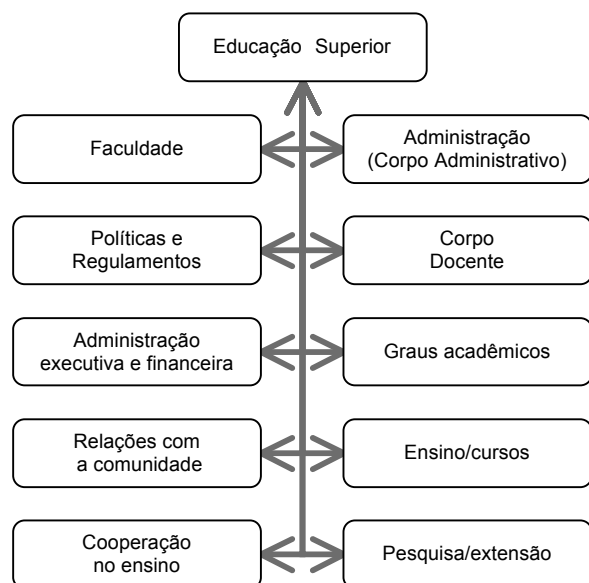 Educação Superior
Faculdade
Administração
(Corpo Administrativo)
Políticas e
Regulamentos
Corpo
Docente
Administração
executiva e financeira
Graus acadêmicos
Relações com
a comunidade
Ensino/cursos
Cooperação
no ensino
Pesquisa/extensão